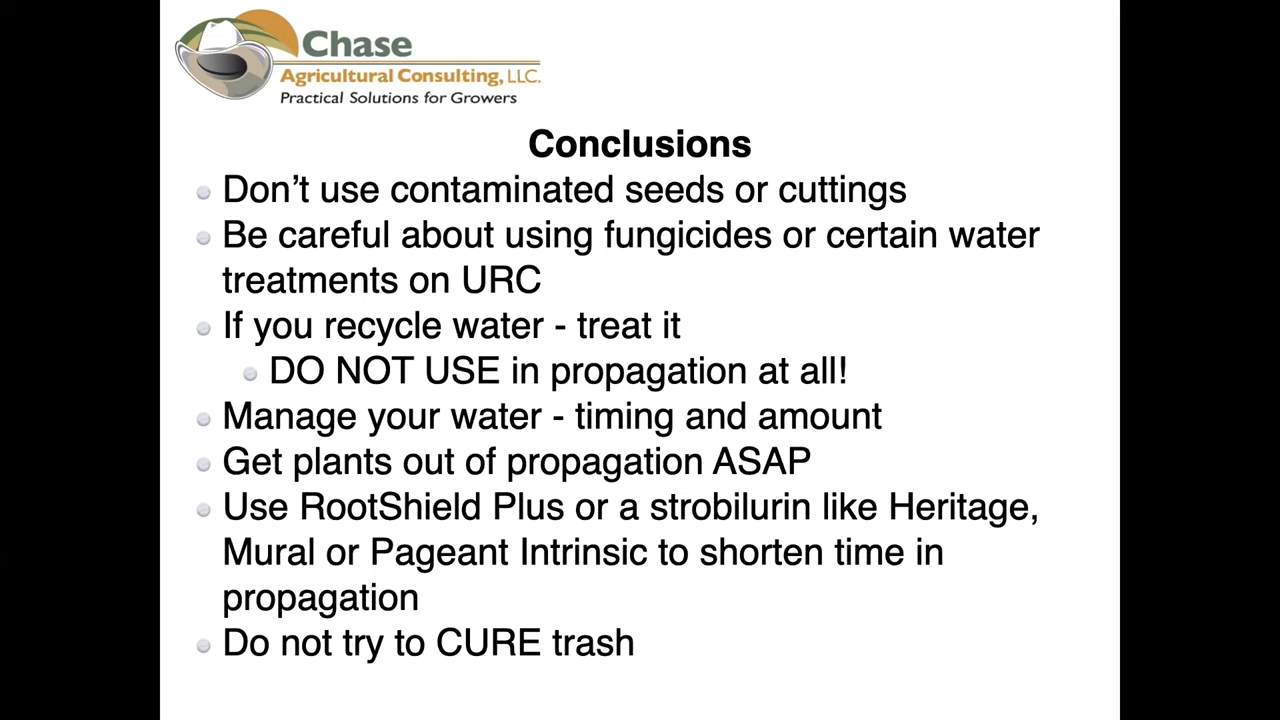 Chase
Agricultural Consulting, LLC.
Practical Solutions for Growers
Conclusions
Don't use contaminated seeds or cuttings
Be careful about using fungicides or certain water
treatments on URC
If you recycle water - treat it
DO NOT USE in propagation at all!
Manage your water - timing and amount
Get plants out of propagation ASAP
Use RootShield Plus or a strobilurin like Heritage,
Mural or Pageant Intrinsic to shorten time in
propagation
Do not try to CURE trash